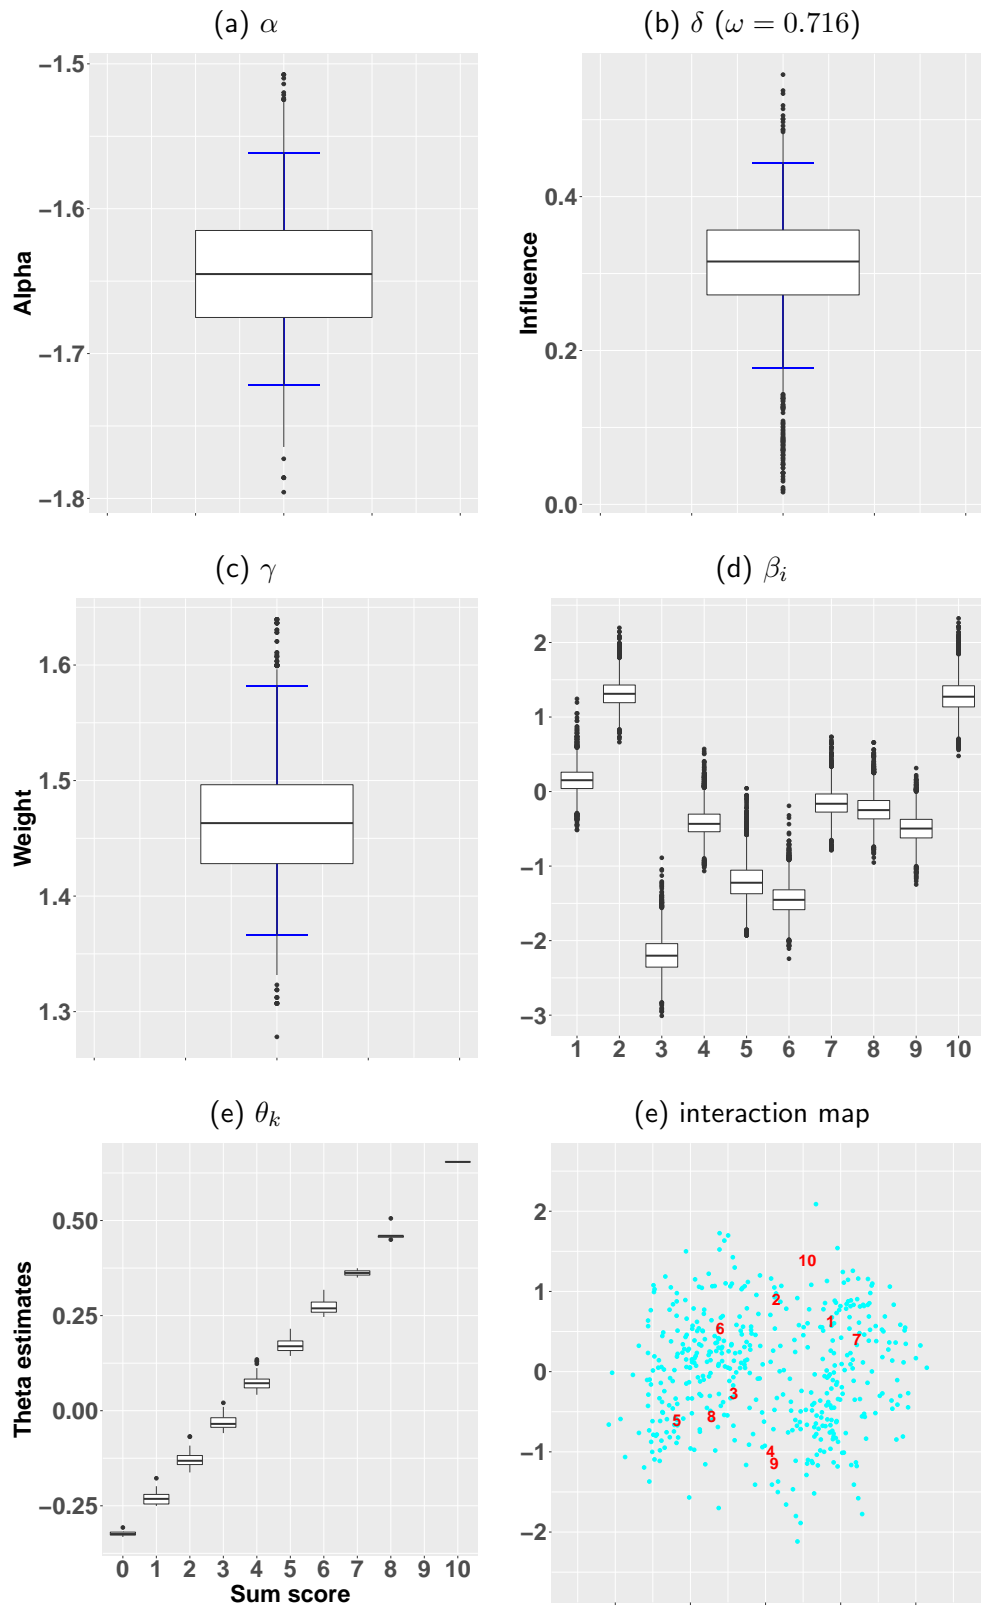 (a) α
(b) δ (ω = 0.716)
−1.5
−1.6
−1.7
−1.8
Alpha
0.4
0.2
0.0
Influence
(c) γ
(d) βi
1.6
1.5
1.4
1.3
Weight
2
1
0
−1
−2
−3
1 2 3 4 5 6 7 8 9 10
(e) θk
(e) interaction map
0.50
0.25
0.00
−0.25
Theta estimates
0 1 2 3 4 5 6 7 8 9 10
Sum score
2
1
0
−1
−2
10
2
1
6
7
3
8
5
4
9